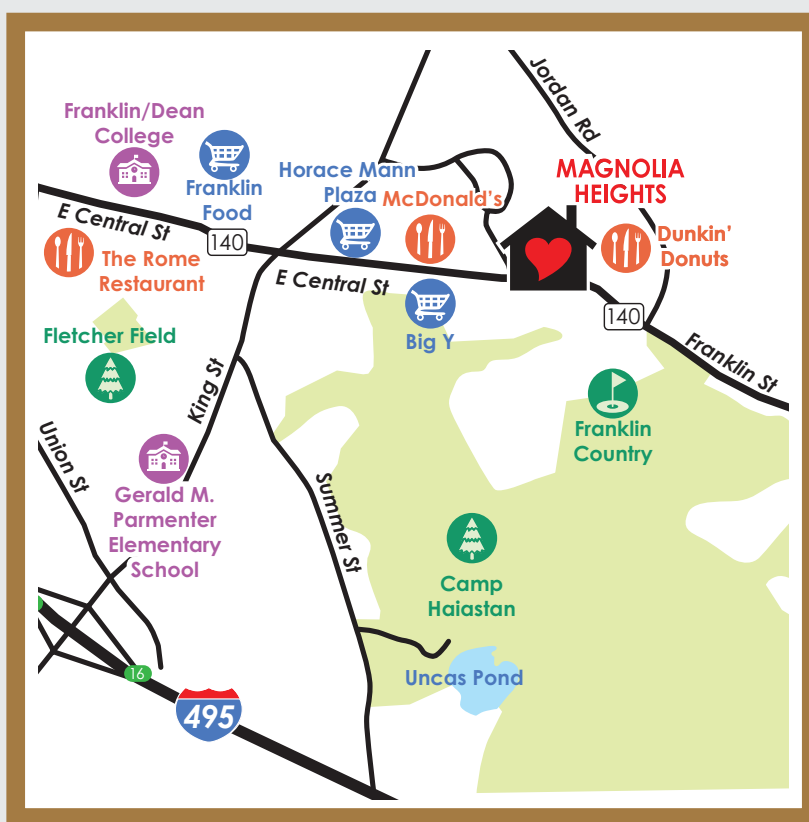 Jordan Rd
Franklin/Dean
College
Franklin
Food
Horace Mann
Plaza
McDonald's
MAGNOLIA
HEIGHTS
E Central St
140
The Rome
Restaurant
E Central St
Dunkin'
Donuts
140
Franklin St
Big Y
Fletcher Field
King St
Franklin
Country
Union St
Gerald M.
Parmenter
Elementary
School
Summer St
Camp
Haiastan
Uncas Pond
16
495